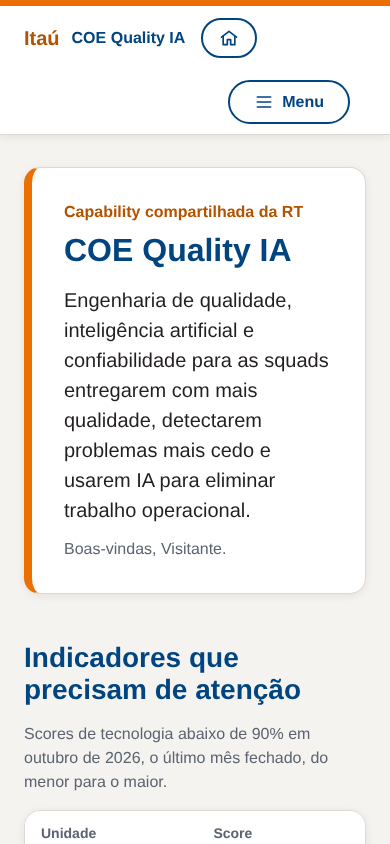 Itaú COE Quality IA
Menu
Capability compartilhada da RT
COE Quality IA
Engenharia de qualidade,
inteligência artificial e
confiabilidade para as squads
entregarem com mais
qualidade, detectarem
problemas mais cedo e
usarem IA para eliminar
trabalho operacional.
Boas-vindas, Visitante.
Indicadores que
precisam de atenção
Scores de tecnologia abaixo de 90% em
outubro de 2026, o último mês fechado, do
menor para o maior.
Unidade Score